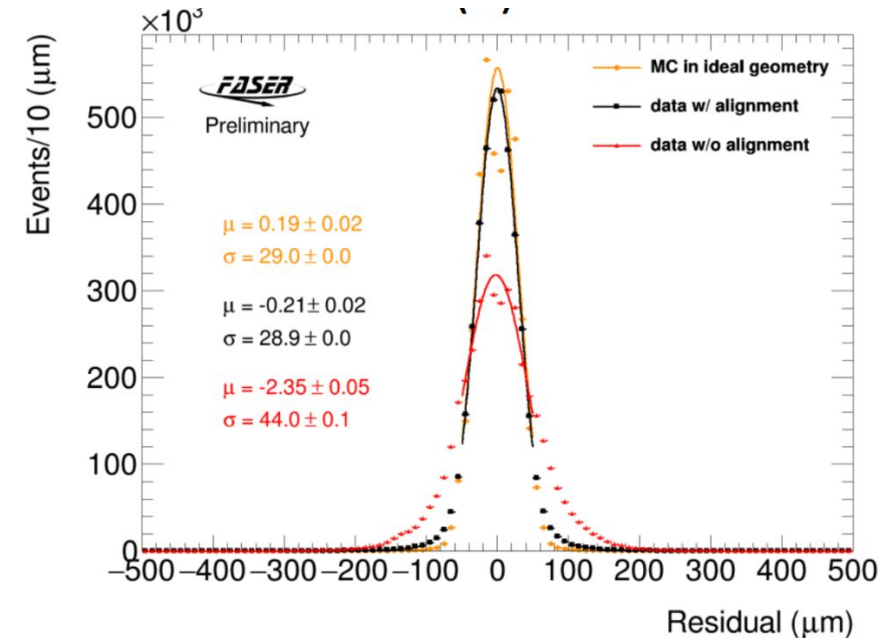 ×10³
Events/10 (μm)
500
400
300
200
100
0
FASER
Preliminary
MC in ideal geometry
data w/ alignment
data w/o alignment
μ = 0.19 ± 0.02
σ = 29.0 ± 0.0
μ = -0.21 ± 0.02
σ = 28.9 ± 0.0
μ = -2.35 ± 0.05
σ = 44.0 ± 0.1
−500 −400 −300 −200 −100 0 100 200 300 400 500
Residual (μm)